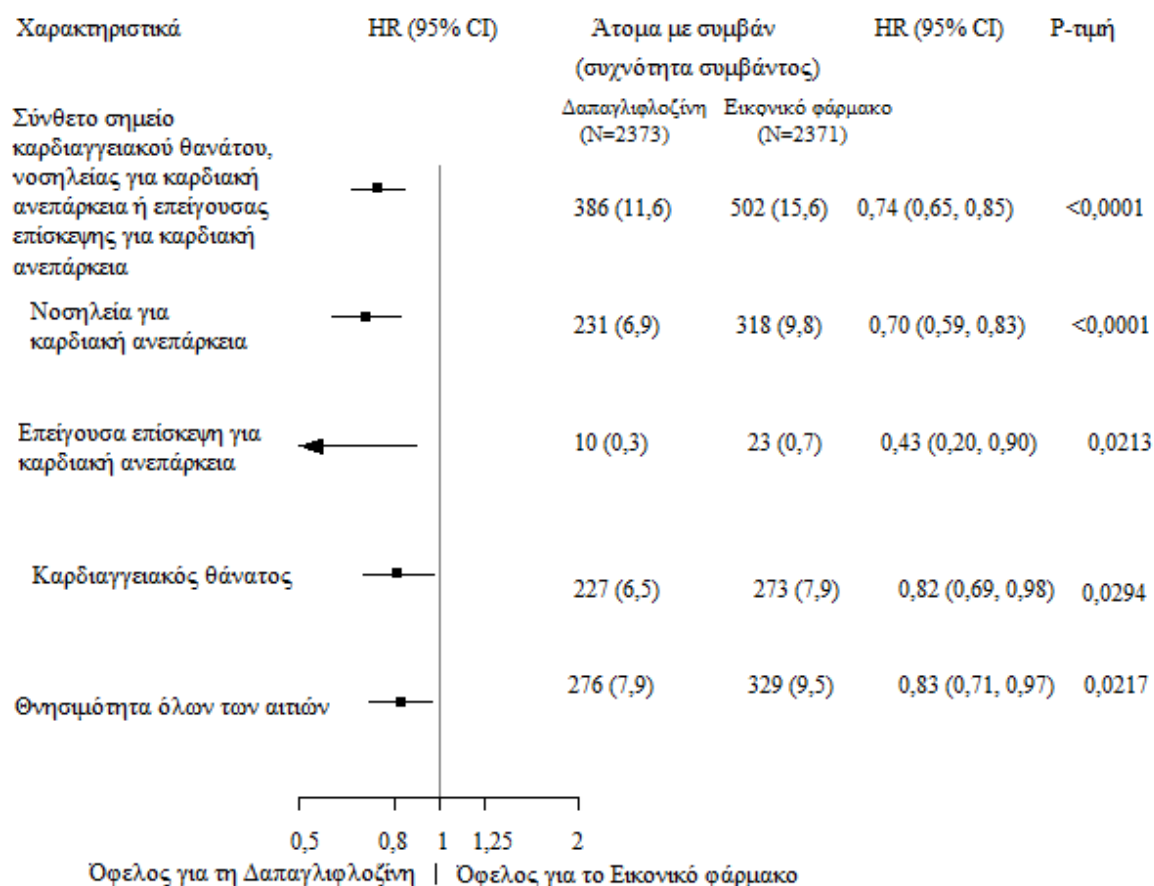 Χαρακτηριστικά HR (95% CI) Άτομα με συμβάν HR (95% CI) P-τιμή
(συχνότητα συμβάντος)
Δαπαγλιφλοζίνη Εικονικό φάρμακο
(N=2373) (N=2371)
Σύνθετο σημείο
καρδιαγγειακού θανάτου,
νοσηλείας για καρδιακή
ανεπάρκεια ή επείγουσας
επίσκεψης για καρδιακή
ανεπάρκεια
386 (11,6) 502 (15,6) 0,74 (0,65, 0,85) <0,0001
Νοσηλεία για
καρδιακή ανεπάρκεια
231 (6,9) 318 (9,8) 0,70 (0,59, 0,83) <0,0001
Επείγουσα επίσκεψη για
καρδιακή ανεπάρκεια
10 (0,3) 23 (0,7) 0,43 (0,20, 0,90) 0,0213
Καρδιαγγειακός θάνατος 227 (6,5) 273 (7,9) 0,82 (0,69, 0,98) 0,0294
Θνησιμότητα όλων των αιτιών 276 (7,9) 329 (9,5) 0,83 (0,71, 0,97) 0,0217
0,5 0,8 1 1,25 2
Όφελος για τη Δαπαγλιφλοζίνη | Όφελος για το Εικονικό φάρμακο